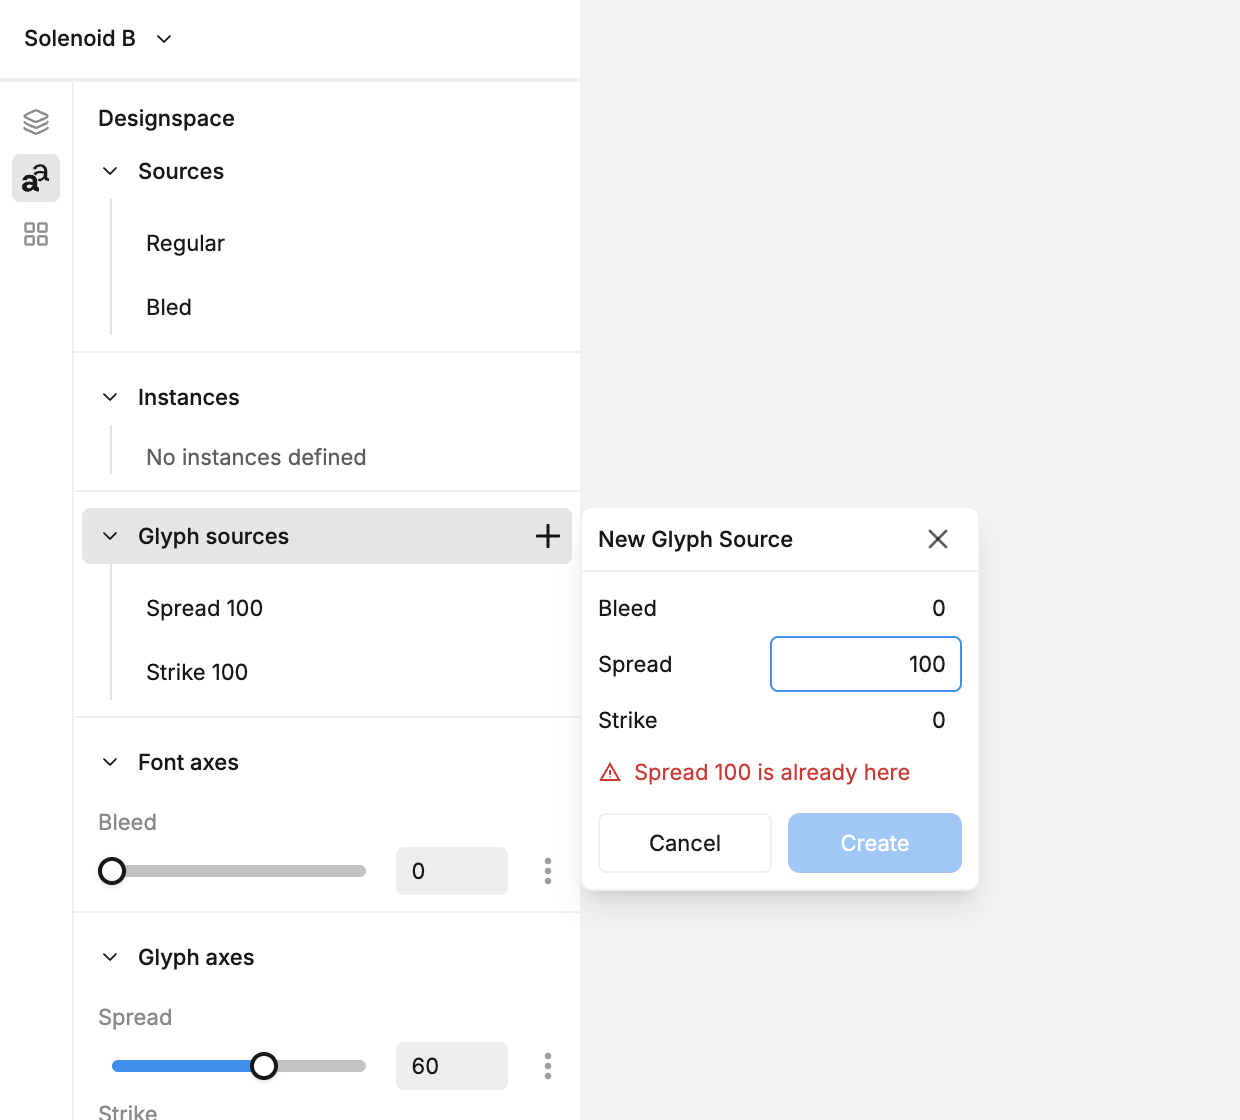 Solenoid B
Designspace
Sources
Regular
Bled
Instances
No instances defined
Glyph sources
Spread 100
Strike 100
Font axes
Bleed
0
Glyph axes
Spread
60
Strike
New Glyph Source
Bleed 0
Spread 100
Strike 0
Spread 100 is already here
Cancel Create